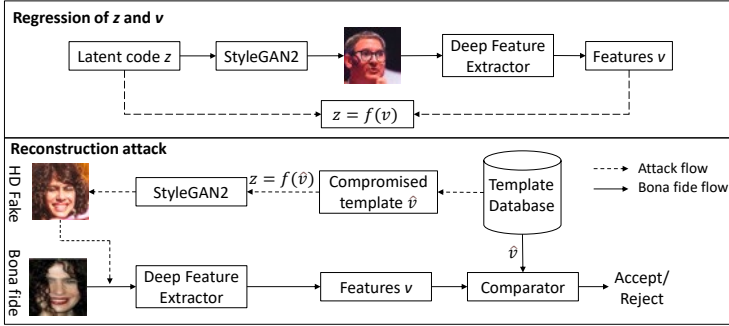 Regression of z and v
Latent code z
StyleGAN2
Deep Feature
Extractor
Features v
z = f(v)
Reconstruction attack
HD Fake
StyleGAN2
z = f(v̂)
Compromised
template v̂
Template
Database
Attack flow
Bona fide flow
v̂
Bona fide
Deep Feature
Extractor
Features v
Comparator
Accept/
Reject